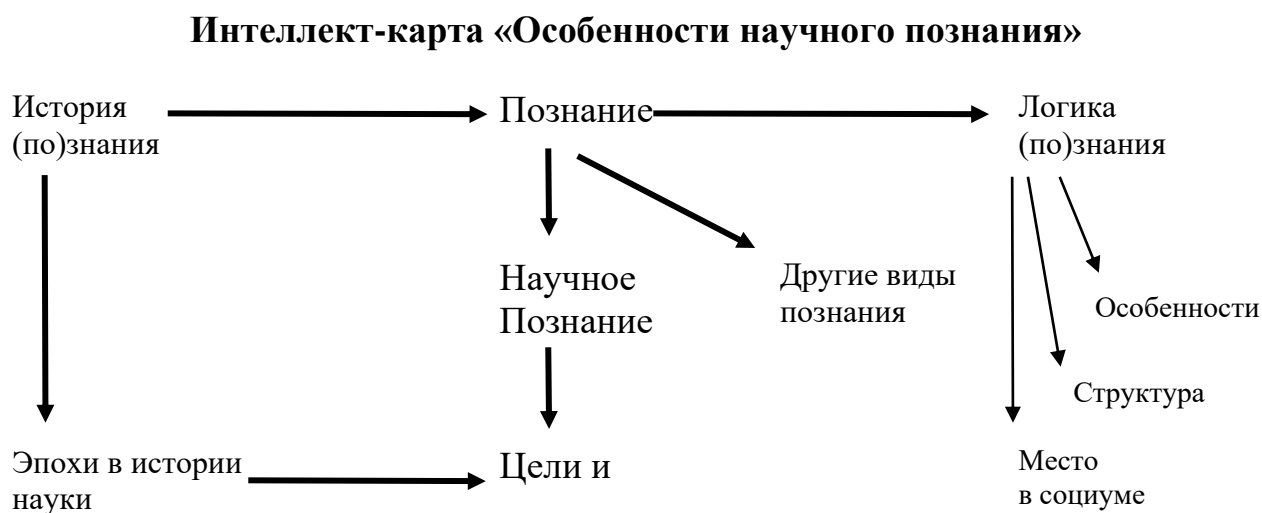 Интеллект-карта «Особенности научного познания»
История
(по)знания
Познание
Логика
(по)знания
Научное
Познание
Другие виды
познания
Особенности
Структура
Эпохи в истории
науки
Цели и
Место
в социуме